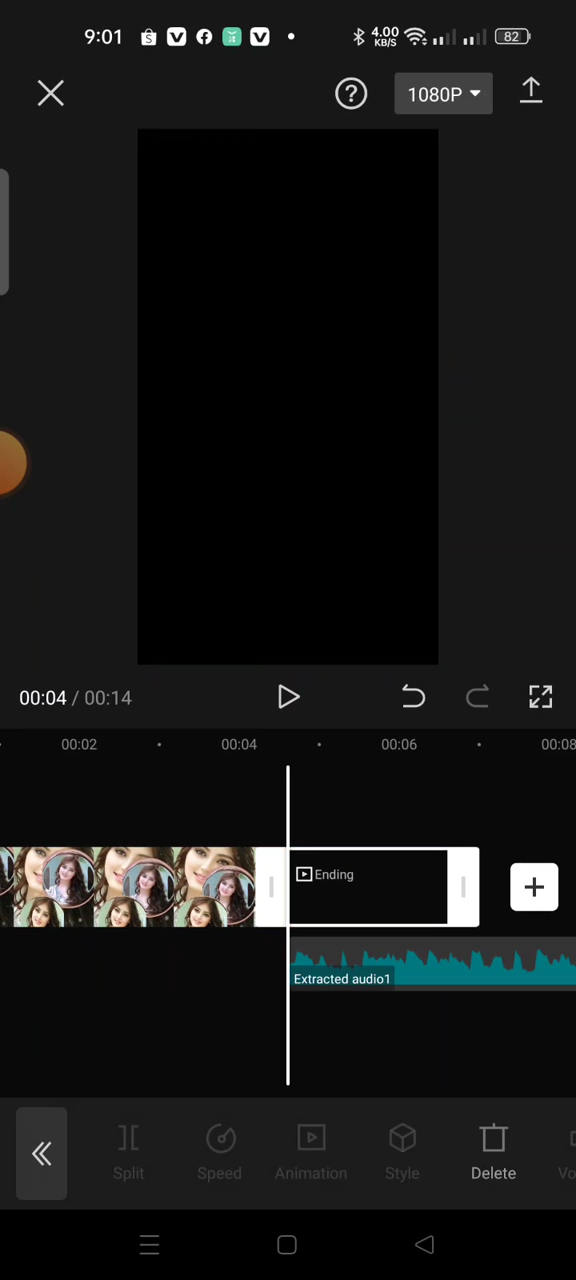 9:01 4.00 KB/S 82
1080P
00:04 / 00:14
00:02 00:04 00:06 00:08
Ending
Extracted audio1
Split Speed Animation Style Delete Vo